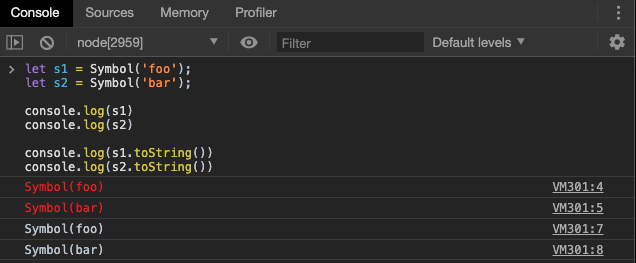 Console Sources Memory Profiler
node[2959] Filter Default levels
let s1 = Symbol('foo');
let s2 = Symbol('bar');
console.log(s1)
console.log(s2)
console.log(s1.toString())
console.log(s2.toString())
Symbol(foo) VM301:4
Symbol(bar) VM301:5
Symbol(foo) VM301:7
Symbol(bar) VM301:8